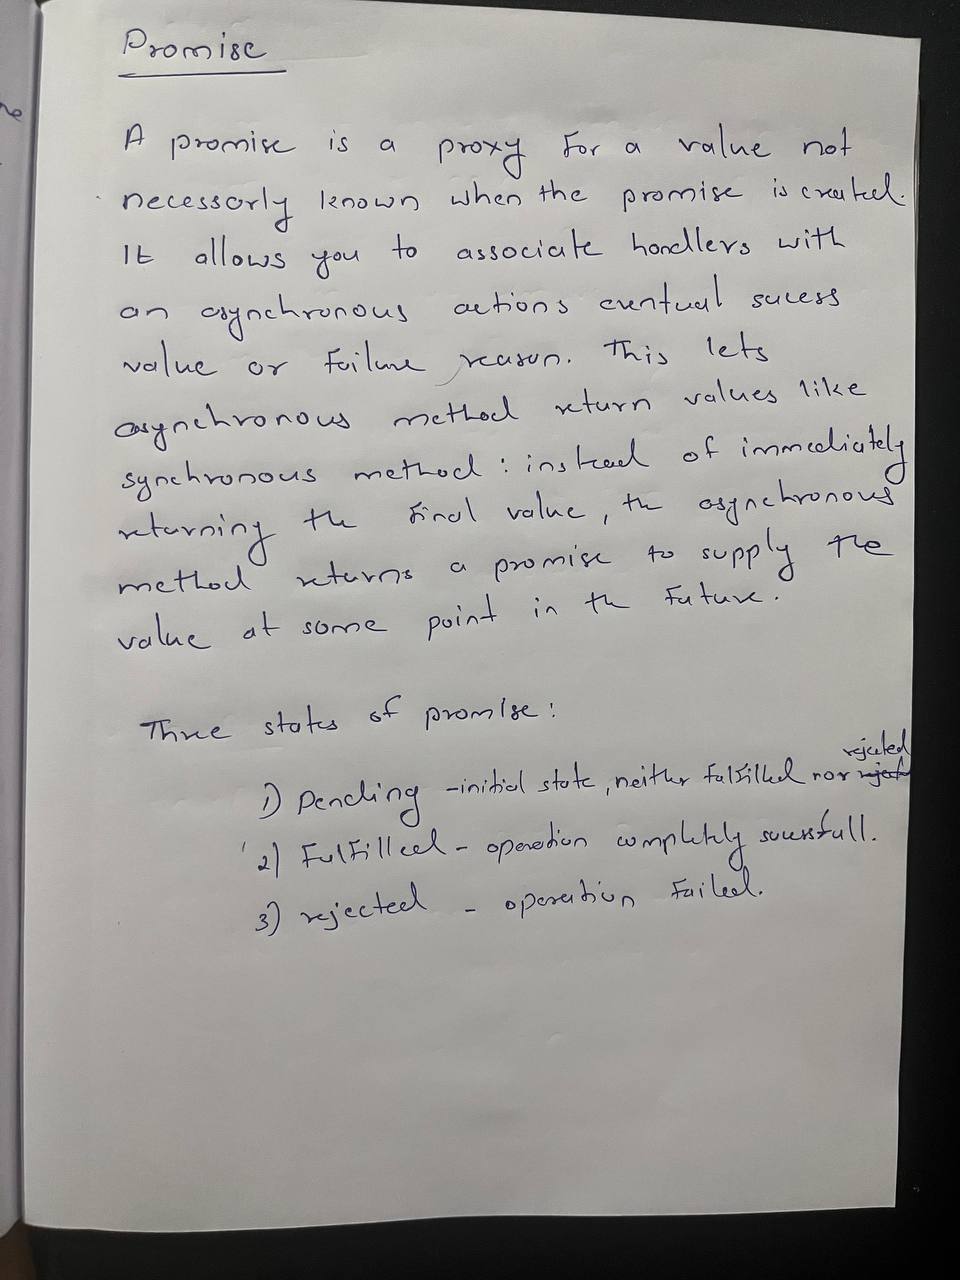 Promise
A promise is a proxy for a value not
necessorly known when the promise is created.
It allows you to associate handlers with
an asynchronous actions eventual sucess
value or failure reason. This lets
asynchronous method return values like
synchronous method : instead of immediately
returning the final value, the asynchronous
method returns a promise to supply the
value at some point in the future.
Three states of promise :
rejected
1) Pending - initial state, neither fulfilled nor
2) Fulfilled - operation completely sucessfull.
3) rejected - operation failed.